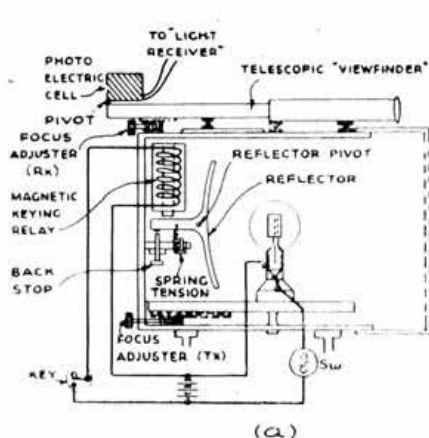 TO "LIGHT
RECEIVER"
PHOTO
ELECTRIC
CELL
TELESCOPIC "VIEWFINDER"
PIVOT
FOCUS
ADJUSTER
(Rx)
REFLECTOR PIVOT
REFLECTOR
MAGNETIC
KEYING
RELAY
BACK
STOP
SPRING
TENSION
FOCUS
ADJUSTER (TX)
KEY
SW
(a)